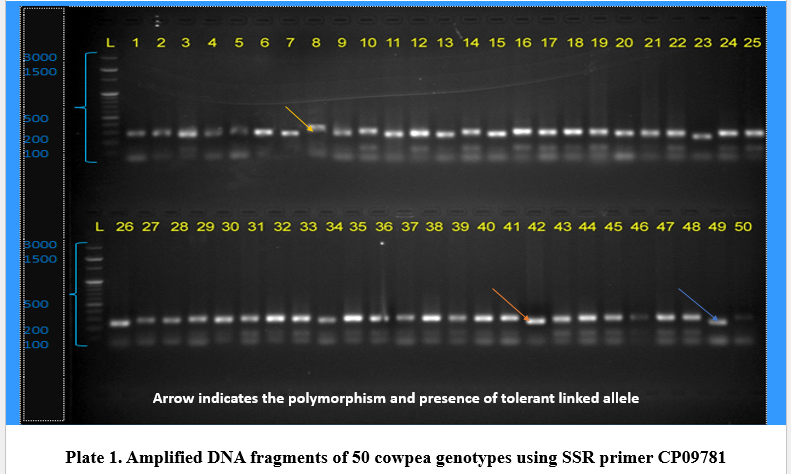 L 1 2 3 4 5 6 7 8 9 10 11 12 13 14 15 16 17 18 19 20 21 22 23 24 25
3000
1500
500
200
100
L 26 27 28 29 30 31 32 33 34 35 36 37 38 39 40 41 42 43 44 45 46 47 48 49 50
3000
1500
500
200
100
Arrow indicates the polymorphism and presence of tolerant linked allele
Plate 1. Amplified DNA fragments of 50 cowpea genotypes using SSR primer CP09781